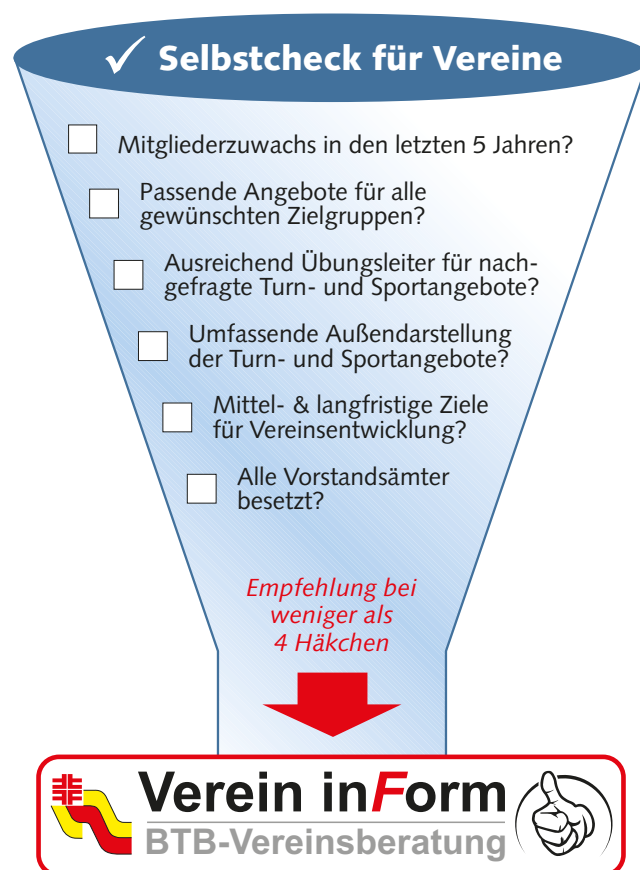 Selbstcheck für Vereine
Mitgliederzuwachs in den letzten 5 Jahren?
Passende Angebote für alle
gewünschten Zielgruppen?
Ausreichend Übungsleiter für nach-
gefragte Turn- und Sportangebote?
Umfassende Außendarstellung
der Turn- und Sportangebote?
Mittel- & langfristige Ziele
für Vereinsentwicklung?
Alle Vorstandsämter
besetzt?
Empfehlung bei
weniger als
4 Häkchen
Verein inForm
BTB-Vereinsberatung